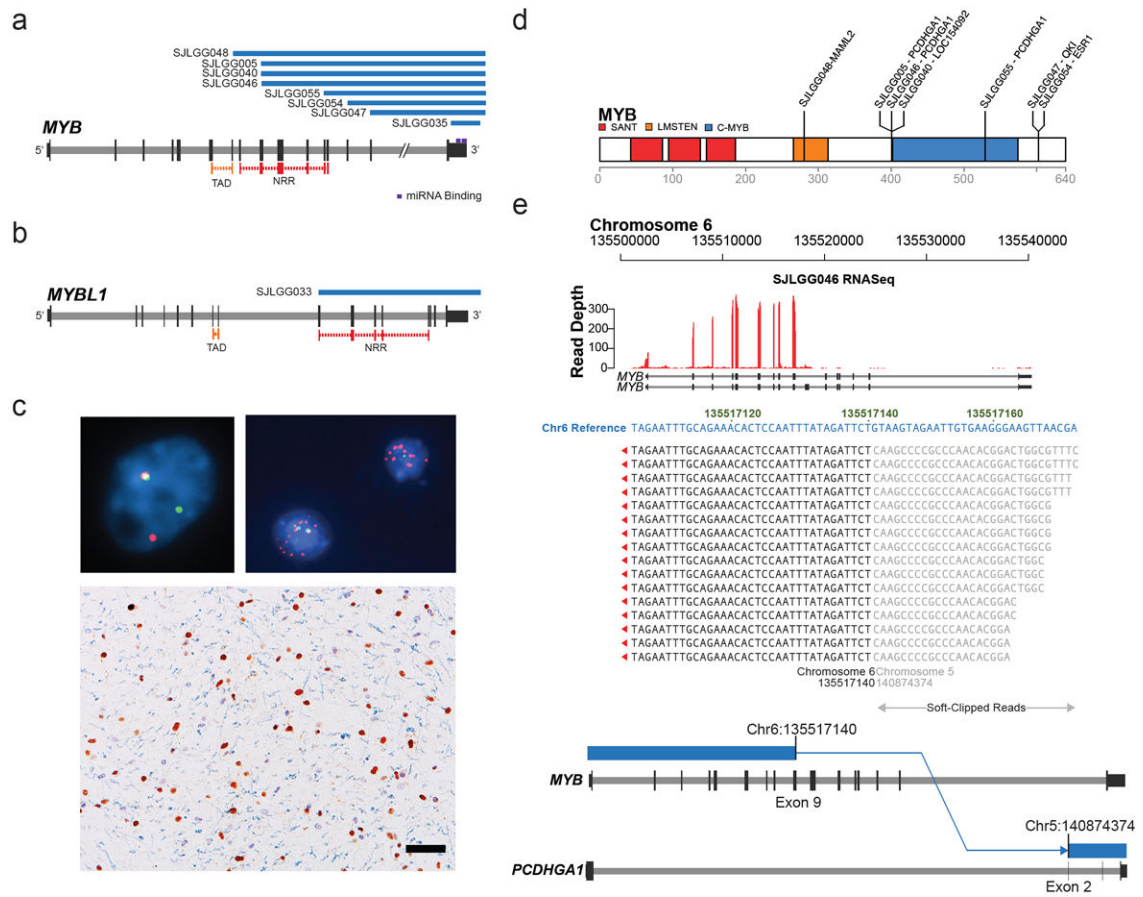 a
SJLGG048
SJLGG005
SJLGG040
SJLGG046
SJLGG055
SJLGG054
SJLGG047
SJLGG035
MYB
5'
3'
TAD
NRR
miRNA Binding
b
MYBL1
SJLGG033
5'
3'
TAD
NRR
c
d
SJLGG048-MAML2
SJLGG005 - PCDHGA1
SJLGG046 - PCDHGA1
SJLGG040 - LOC154092
SJLGG055 - PCDHGA1
SJLGG047 - QKI
SJLGG054 - ESR1
MYB
SANT LMSTEN C-MYB
0 100 200 300 400 500 640
e
Chromosome 6
135500000 135510000 135520000 135530000 135540000
SJLGG046 RNASeq
Read Depth
300
200
100
0
MYB
MYB
135517120 135517140 135517160
Chr6 Reference TAGAATTTGCAGAAACACTCCAATTTATAGATTCTGTAAGTAGAATTGTGAAGGGAAGTTAACGA
TAGAATTTGCAGAAACACTCCAATTTATAGATTCTCAAGCCCCGCCCAACACGGACTGGCGTTTC
TAGAATTTGCAGAAACACTCCAATTTATAGATTCTCAAGCCCCGCCCAACACGGACTGGCGTTTC
TAGAATTTGCAGAAACACTCCAATTTATAGATTCTCAAGCCCCGCCCAACACGGACTGGCGTTT
TAGAATTTGCAGAAACACTCCAATTTATAGATTCTCAAGCCCCGCCCAACACGGACTGGCGTTT
TAGAATTTGCAGAAACACTCCAATTTATAGATTCTCAAGCCCCGCCCAACACGGACTGGCG
TAGAATTTGCAGAAACACTCCAATTTATAGATTCTCAAGCCCCGCCCAACACGGACTGGCG
TAGAATTTGCAGAAACACTCCAATTTATAGATTCTCAAGCCCCGCCCAACACGGACTGGCG
TAGAATTTGCAGAAACACTCCAATTTATAGATTCTCAAGCCCCGCCCAACACGGACTGGCG
TAGAATTTGCAGAAACACTCCAATTTATAGATTCTCAAGCCCCGCCCAACACGGACTGGC
TAGAATTTGCAGAAACACTCCAATTTATAGATTCTCAAGCCCCGCCCAACACGGACTGGC
TAGAATTTGCAGAAACACTCCAATTTATAGATTCTCAAGCCCCGCCCAACACGGACTGGC
TAGAATTTGCAGAAACACTCCAATTTATAGATTCTCAAGCCCCGCCCAACACGGAC
TAGAATTTGCAGAAACACTCCAATTTATAGATTCTCAAGCCCCGCCCAACACGGAC
TAGAATTTGCAGAAACACTCCAATTTATAGATTCTCAAGCCCCGCCCAACACGGA
TAGAATTTGCAGAAACACTCCAATTTATAGATTCTCAAGCCCCGCCCAACACGGA
TAGAATTTGCAGAAACACTCCAATTTATAGATTCTCAAGCCCCGCCCAACACGGA
Chromosome 6 Chromosome 5
135517140 140874374
Soft-Clipped Reads
Chr6:135517140
MYB
Exon 9
Chr5:140874374
PCDHGA1
Exon 2